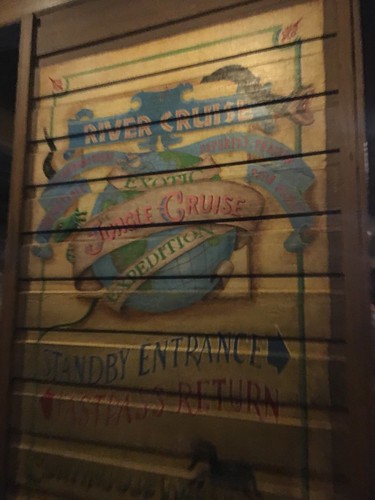 RIVER CRUISE
EXOTIC
JUNGLE CRUISE
EXPEDITION
STANDBY ENTRANCE
FASTPASS RETURN